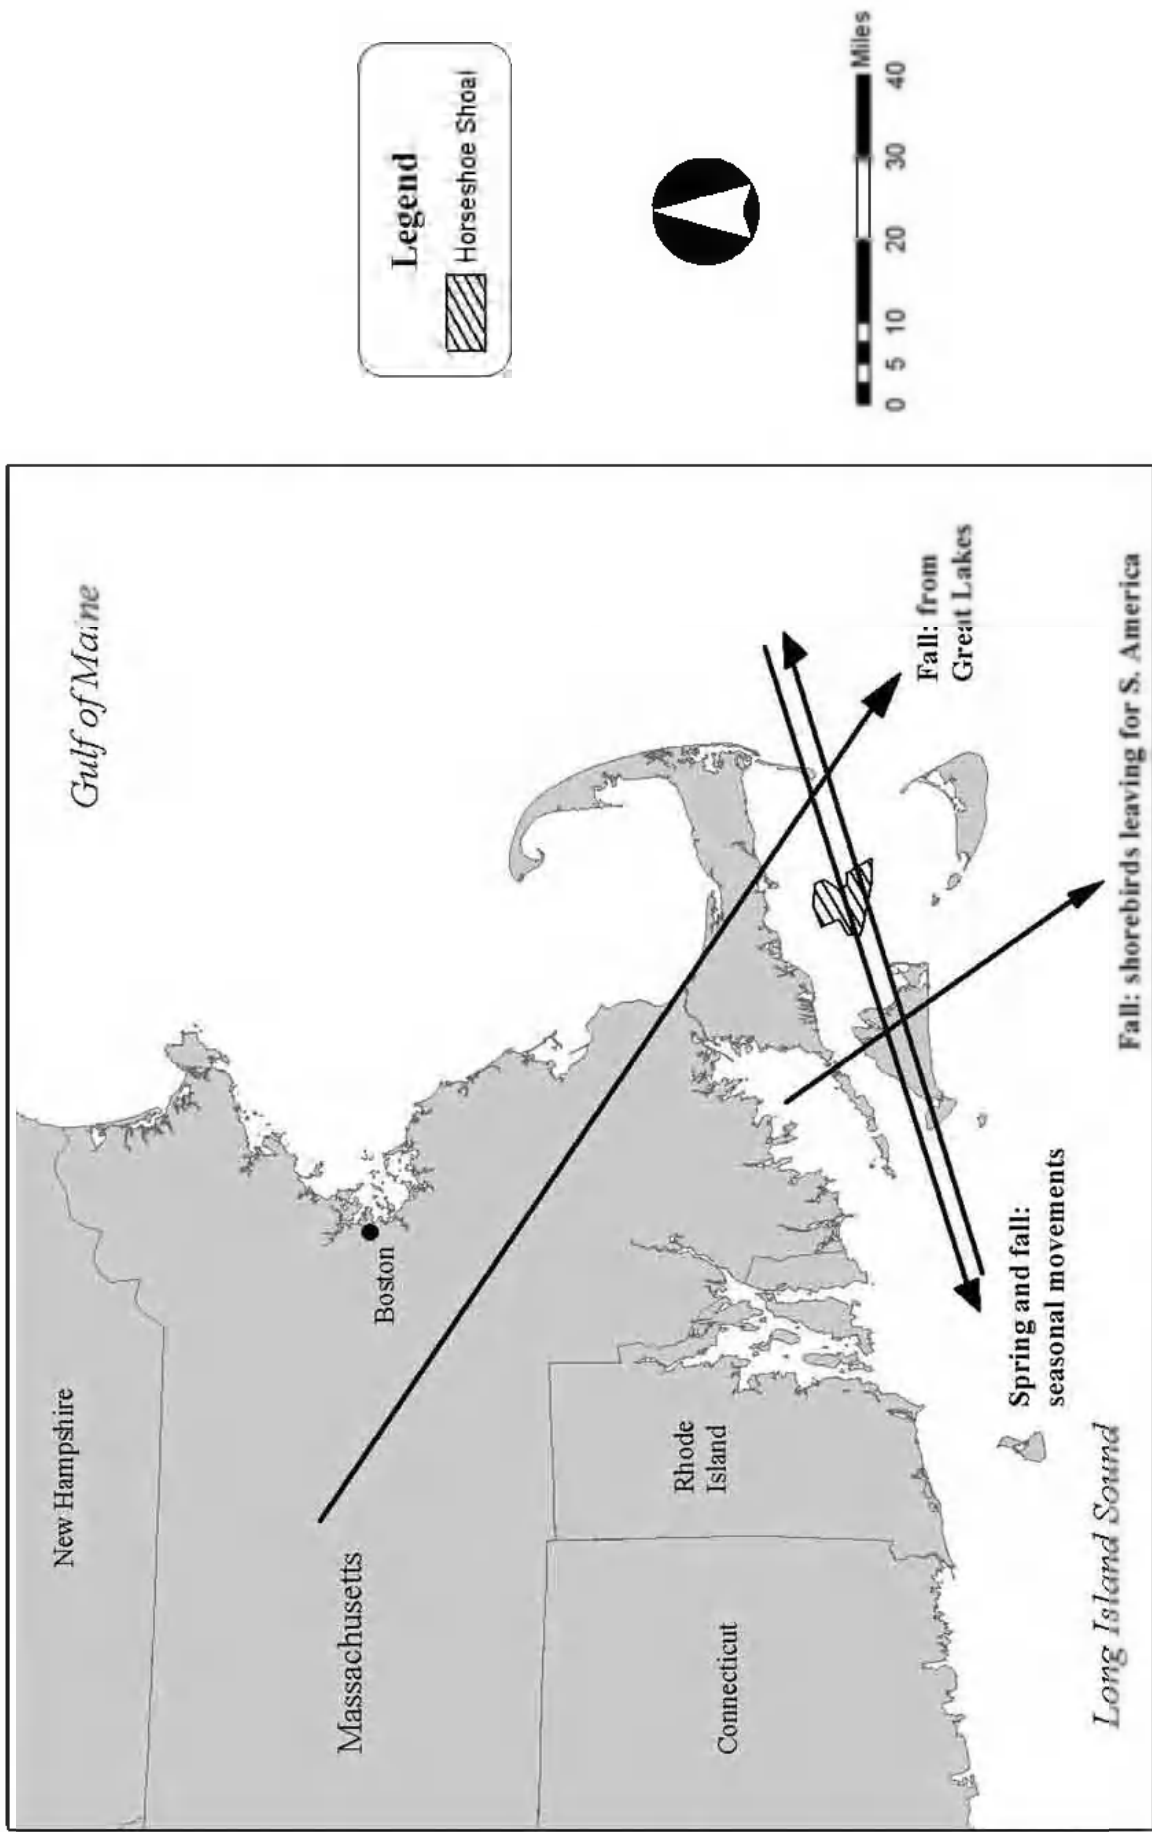 Gulf of Maine
New Hampshire
Boston
Massachusetts
Rhode
Island
Connecticut
Fall: from
Great Lakes
Spring and fall:
seasonal movements
Long Island Sound
Fall: shorebirds leaving for S. America
Legend
Horseshoe Shoal
Miles
0 5 10 20 30 40